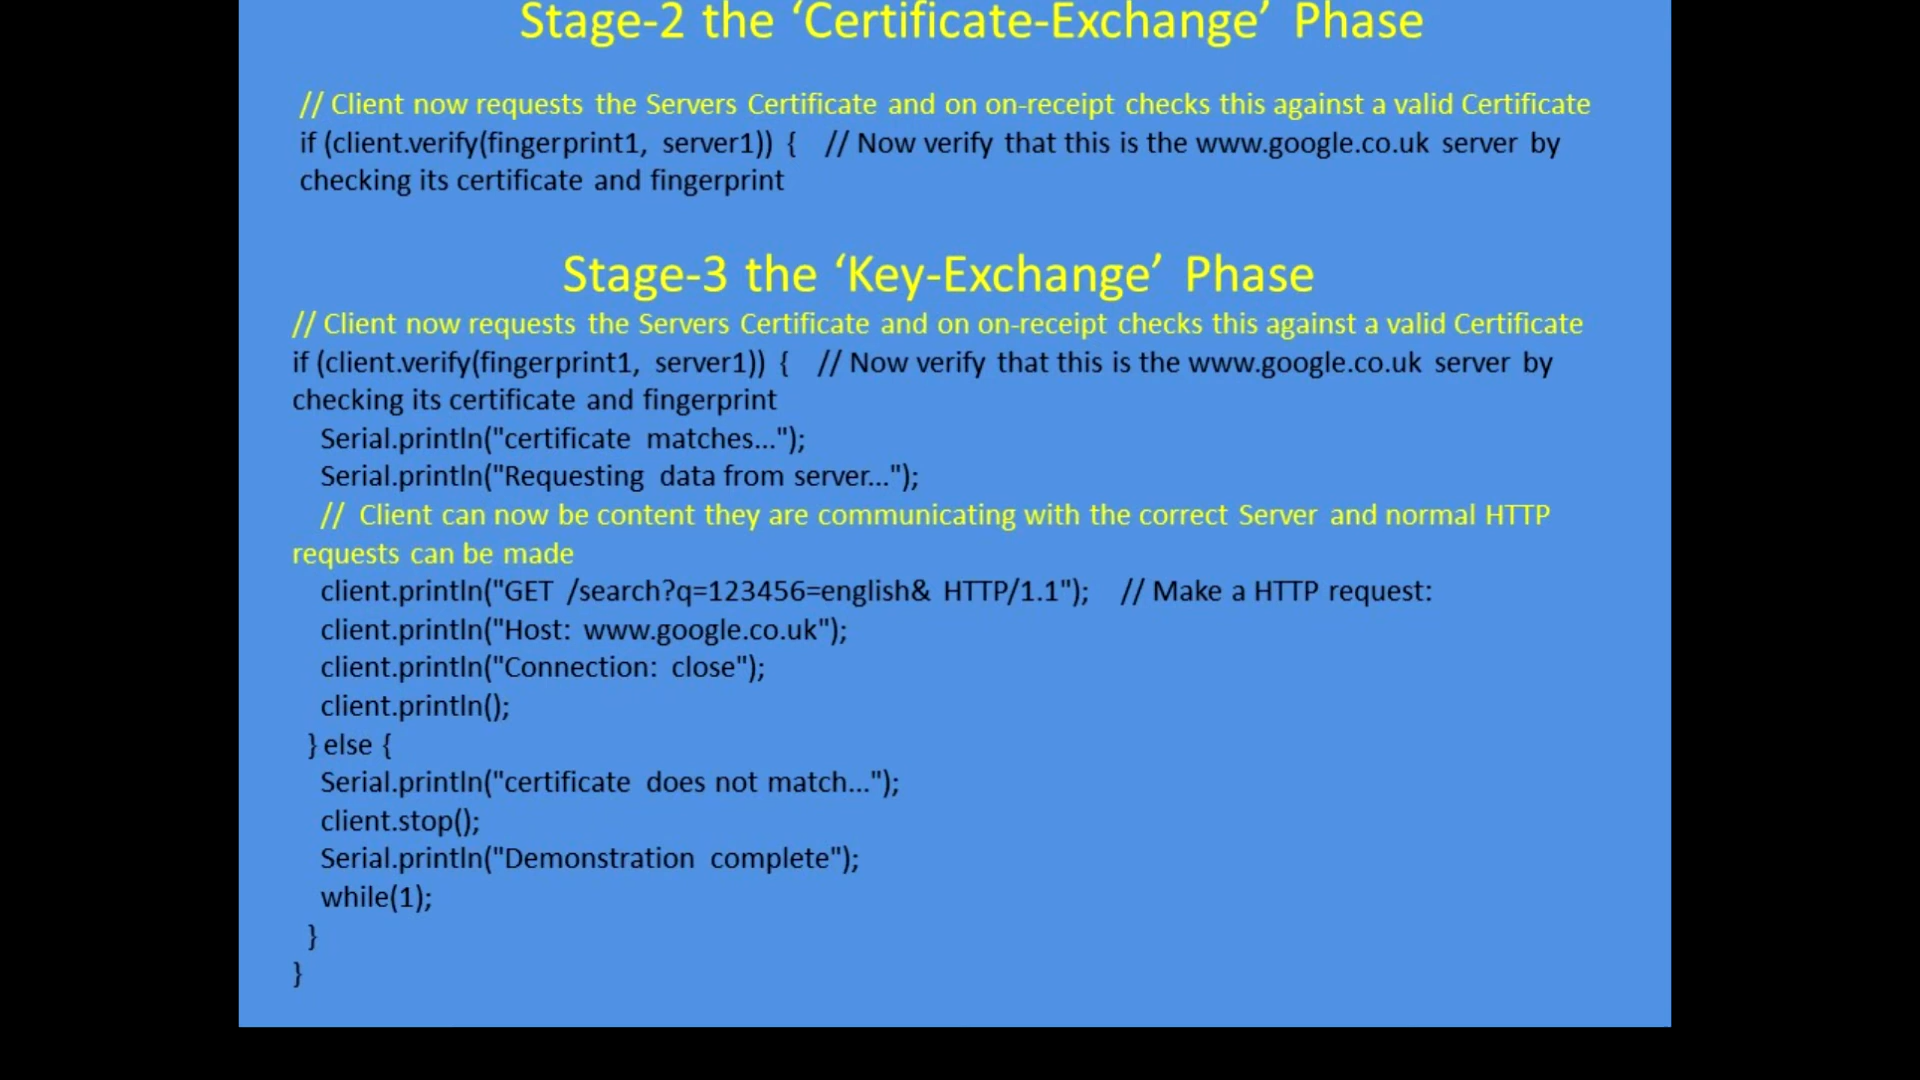 Stage-2 the ‘Certificate-Exchange’ Phase
// Client now requests the Servers Certificate and on on-receipt checks this against a valid Certificate
if (client.verify(fingerprint1, server1)) { // Now verify that this is the www.google.co.uk server by
checking its certificate and fingerprint
Stage-3 the ‘Key-Exchange’ Phase
// Client now requests the Servers Certificate and on on-receipt checks this against a valid Certificate
if (client.verify(fingerprint1, server1)) { // Now verify that this is the www.google.co.uk server by
checking its certificate and fingerprint
Serial.println("certificate matches...");
Serial.println("Requesting data from server...");
// Client can now be content they are communicating with the correct Server and normal HTTP
requests can be made
client.println("GET /search?q=123456=english& HTTP/1.1"); // Make a HTTP request:
client.println("Host: www.google.co.uk");
client.println("Connection: close");
client.println();
} else {
Serial.println("certificate does not match...");
client.stop();
Serial.println("Demonstration complete");
while(1);
}
}